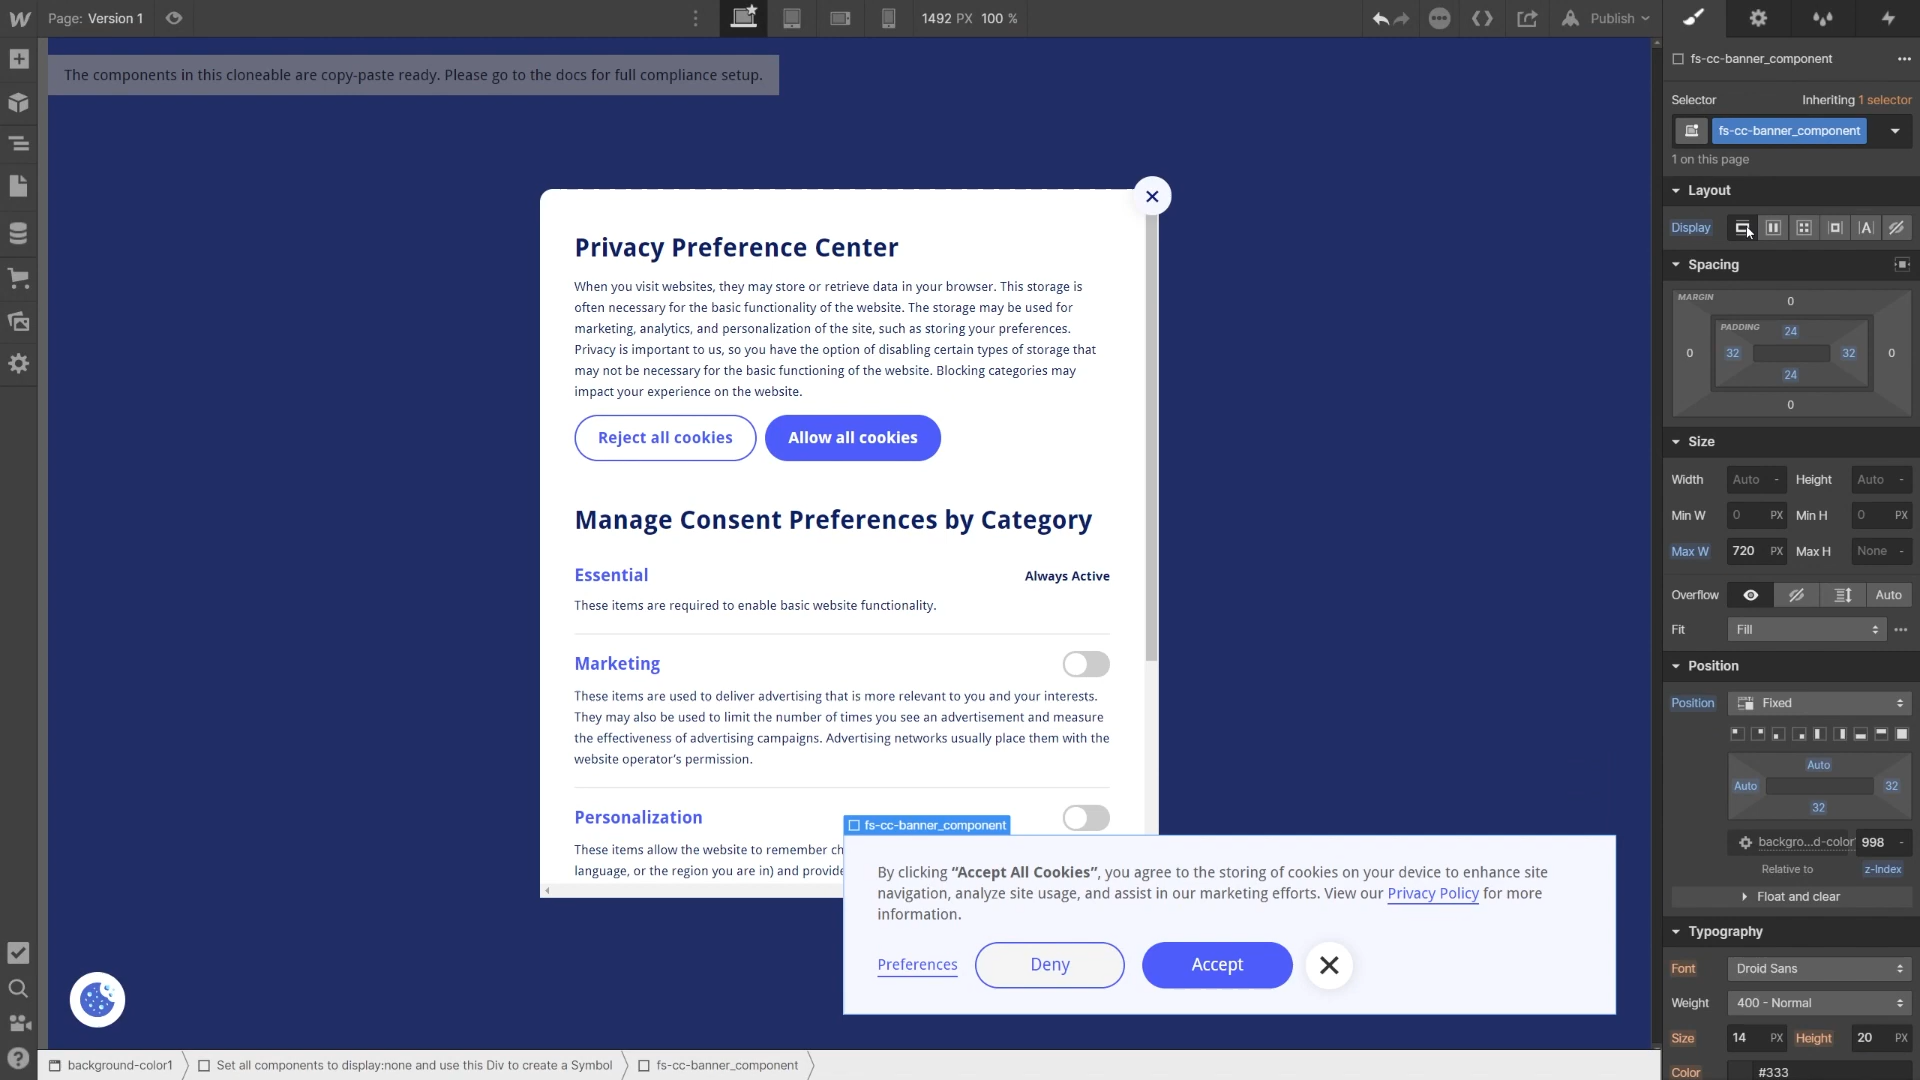 Page: Version 1
1492 PX 100 %
Publish
The components in this cloneable are copy-paste ready. Please go to the docs for full compliance setup.
Privacy Preference Center
When you visit websites, they may store or retrieve data in your browser. This storage is
often necessary for the basic functionality of the website. The storage may be used for
marketing, analytics, and personalization of the site, such as storing your preferences.
Privacy is important to us, so you have the option of disabling certain types of storage that
may not be necessary for the basic functioning of the website. Blocking categories may
impact your experience on the website.
Reject all cookies
Allow all cookies
Manage Consent Preferences by Category
Essential
Always Active
These items are required to enable basic website functionality.
Marketing
These items are used to deliver advertising that is more relevant to you and your interests.
They may also be used to limit the number of times you see an advertisement and measure
the effectiveness of advertising campaigns. Advertising networks usually place them with the
website operator’s permission.
Personalization
These items allow the website to remember ch
language, or the region you are in) and provide
fs-cc-banner_component
By clicking “Accept All Cookies”, you agree to the storing of cookies on your device to enhance site
navigation, analyze site usage, and assist in our marketing efforts. View our Privacy Policy for more
information.
Preferences
Deny
Accept
background-color1
Set all components to display:none and use this Div to create a Symbol
fs-cc-banner_component
fs-cc-banner_component
Selector
Inheriting 1 selector
fs-cc-banner_component
1 on this page
Layout
Display
Spacing
MARGIN
0
PADDING
24
0
32
32
0
24
0
Size
Width Auto - Height Auto -
Min W 0 PX Min H 0 PX
Max W 720 PX Max H None -
Overflow Auto
Fit Fill
Position
Position Fixed
Auto
Auto 32
32
backgro...d-color 998 -
Relative to z-Index
Float and clear
Typography
Font Droid Sans
Weight 400 - Normal
Size 14 PX Height 20 PX
Color #333